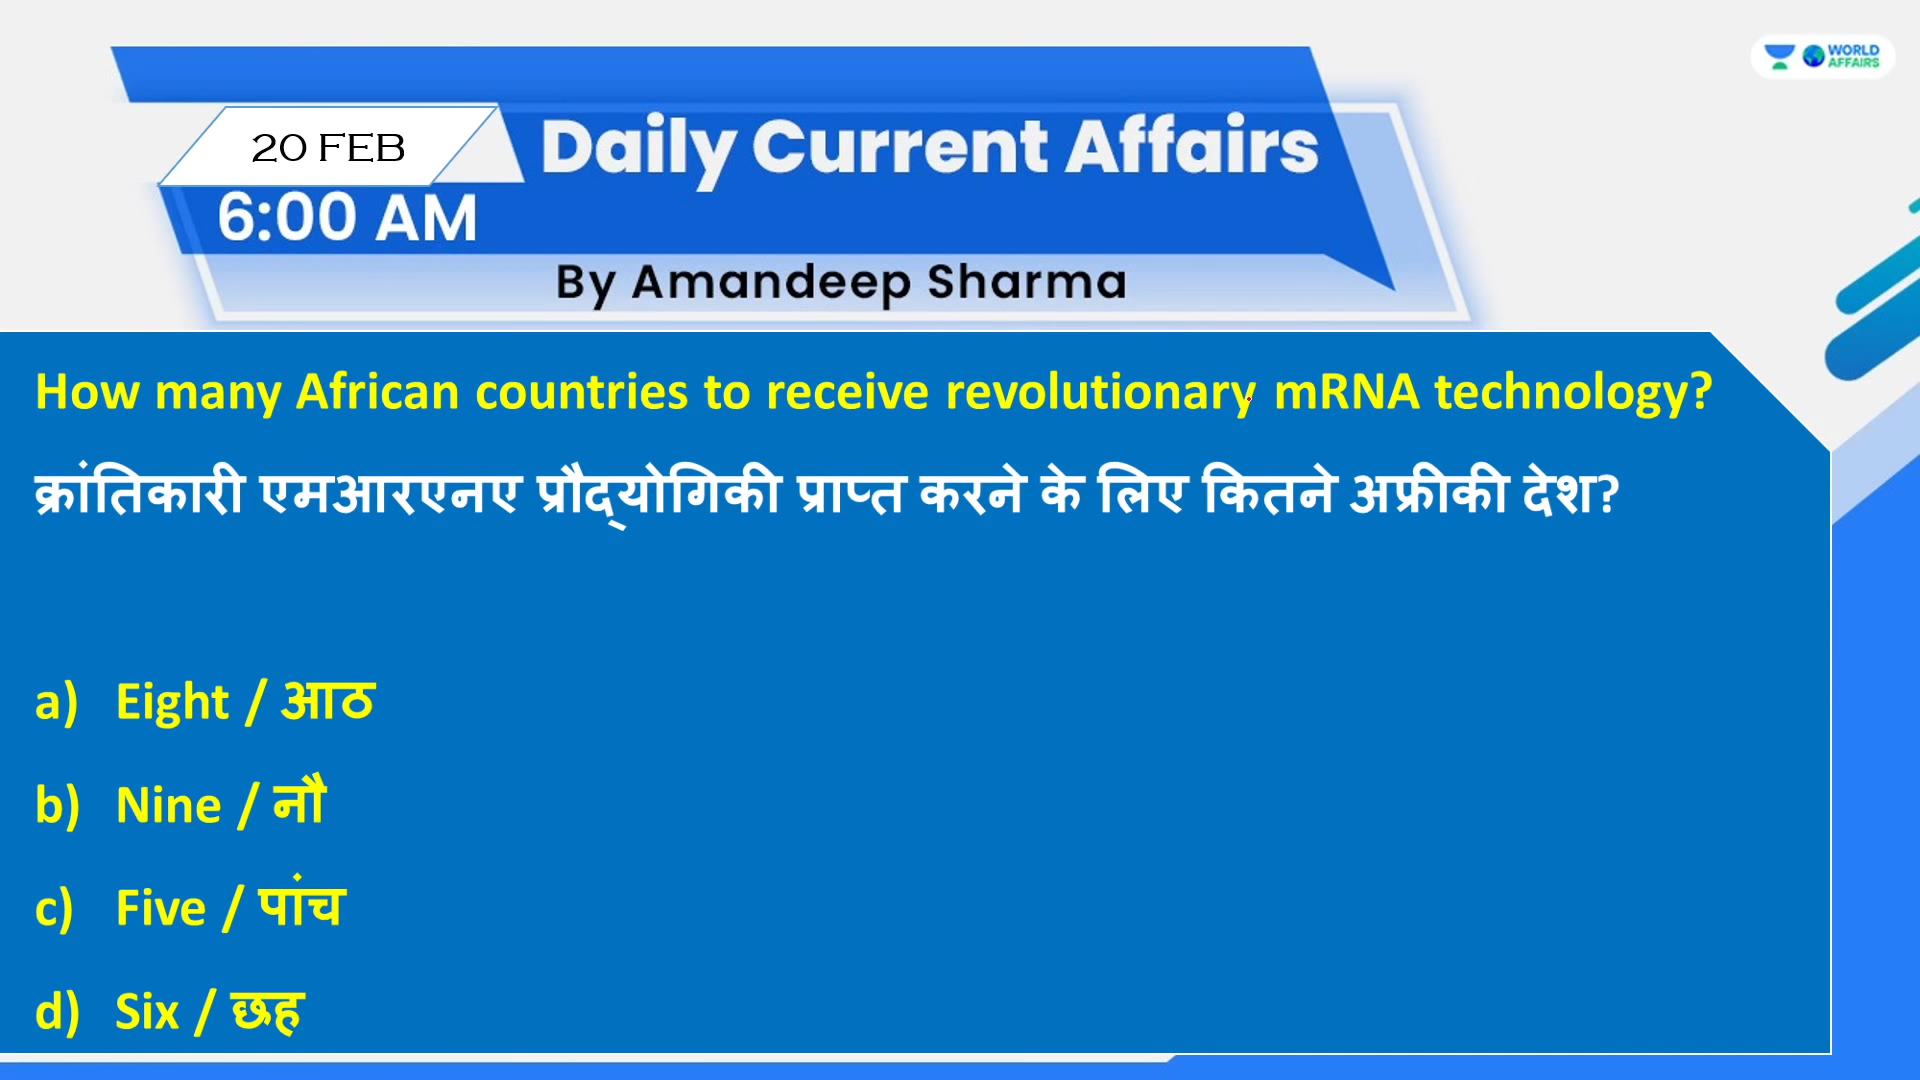 WORLD
AFFAIRS
20 FEB
Daily Current Affairs
6:00 AM
By Amandeep Sharma
How many African countries to receive revolutionary mRNA technology?
क्रांतिकारी एमआरएनए प्रौद्योगिकी प्राप्त करने के लिए कितने अफ्रीकी देश?
a) Eight / आठ
b) Nine / नौ
c) Five / पांच
d) Six / छह